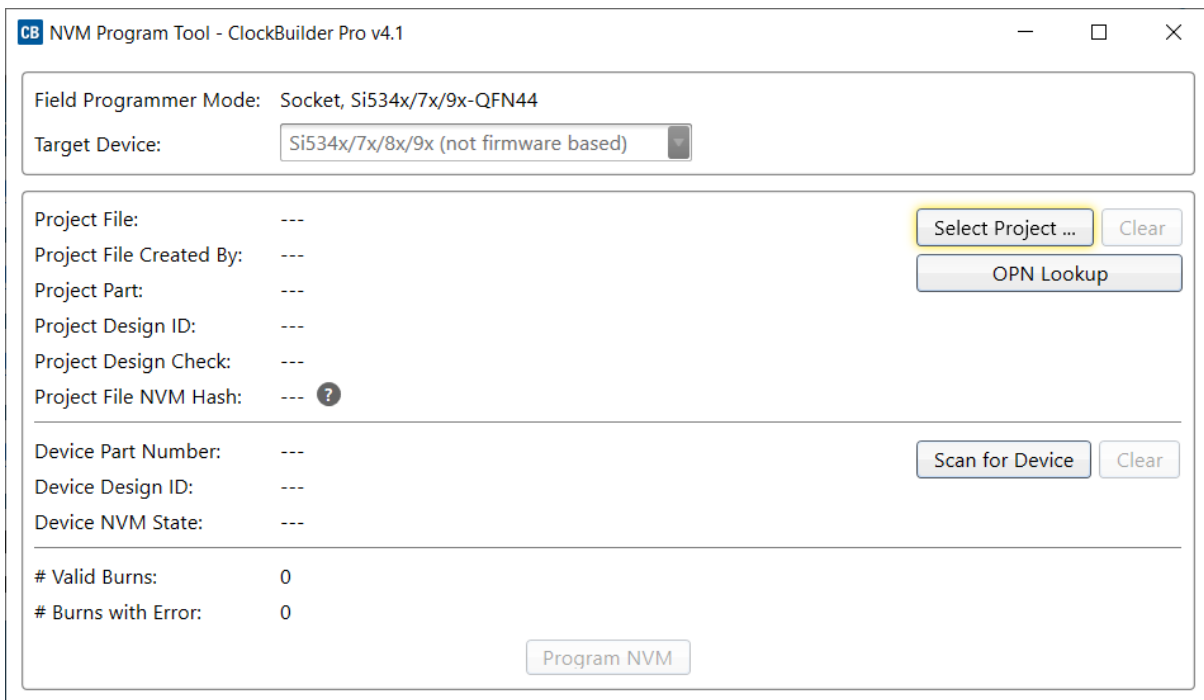 CB NVM Program Tool - ClockBuilder Pro v4.1
Field Programmer Mode: Socket, Si534x/7x/9x-QFN44
Target Device: Si534x/7x/8x/9x (not firmware based)
Project File: --- Select Project ... Clear
Project File Created By: ---
OPN Lookup
Project Part: ---
Project Design ID: ---
Project Design Check: ---
Project File NVM Hash: --- ?
Device Part Number: --- Scan for Device Clear
Device Design ID: ---
Device NVM State: ---
# Valid Burns: 0
# Burns with Error: 0
Program NVM